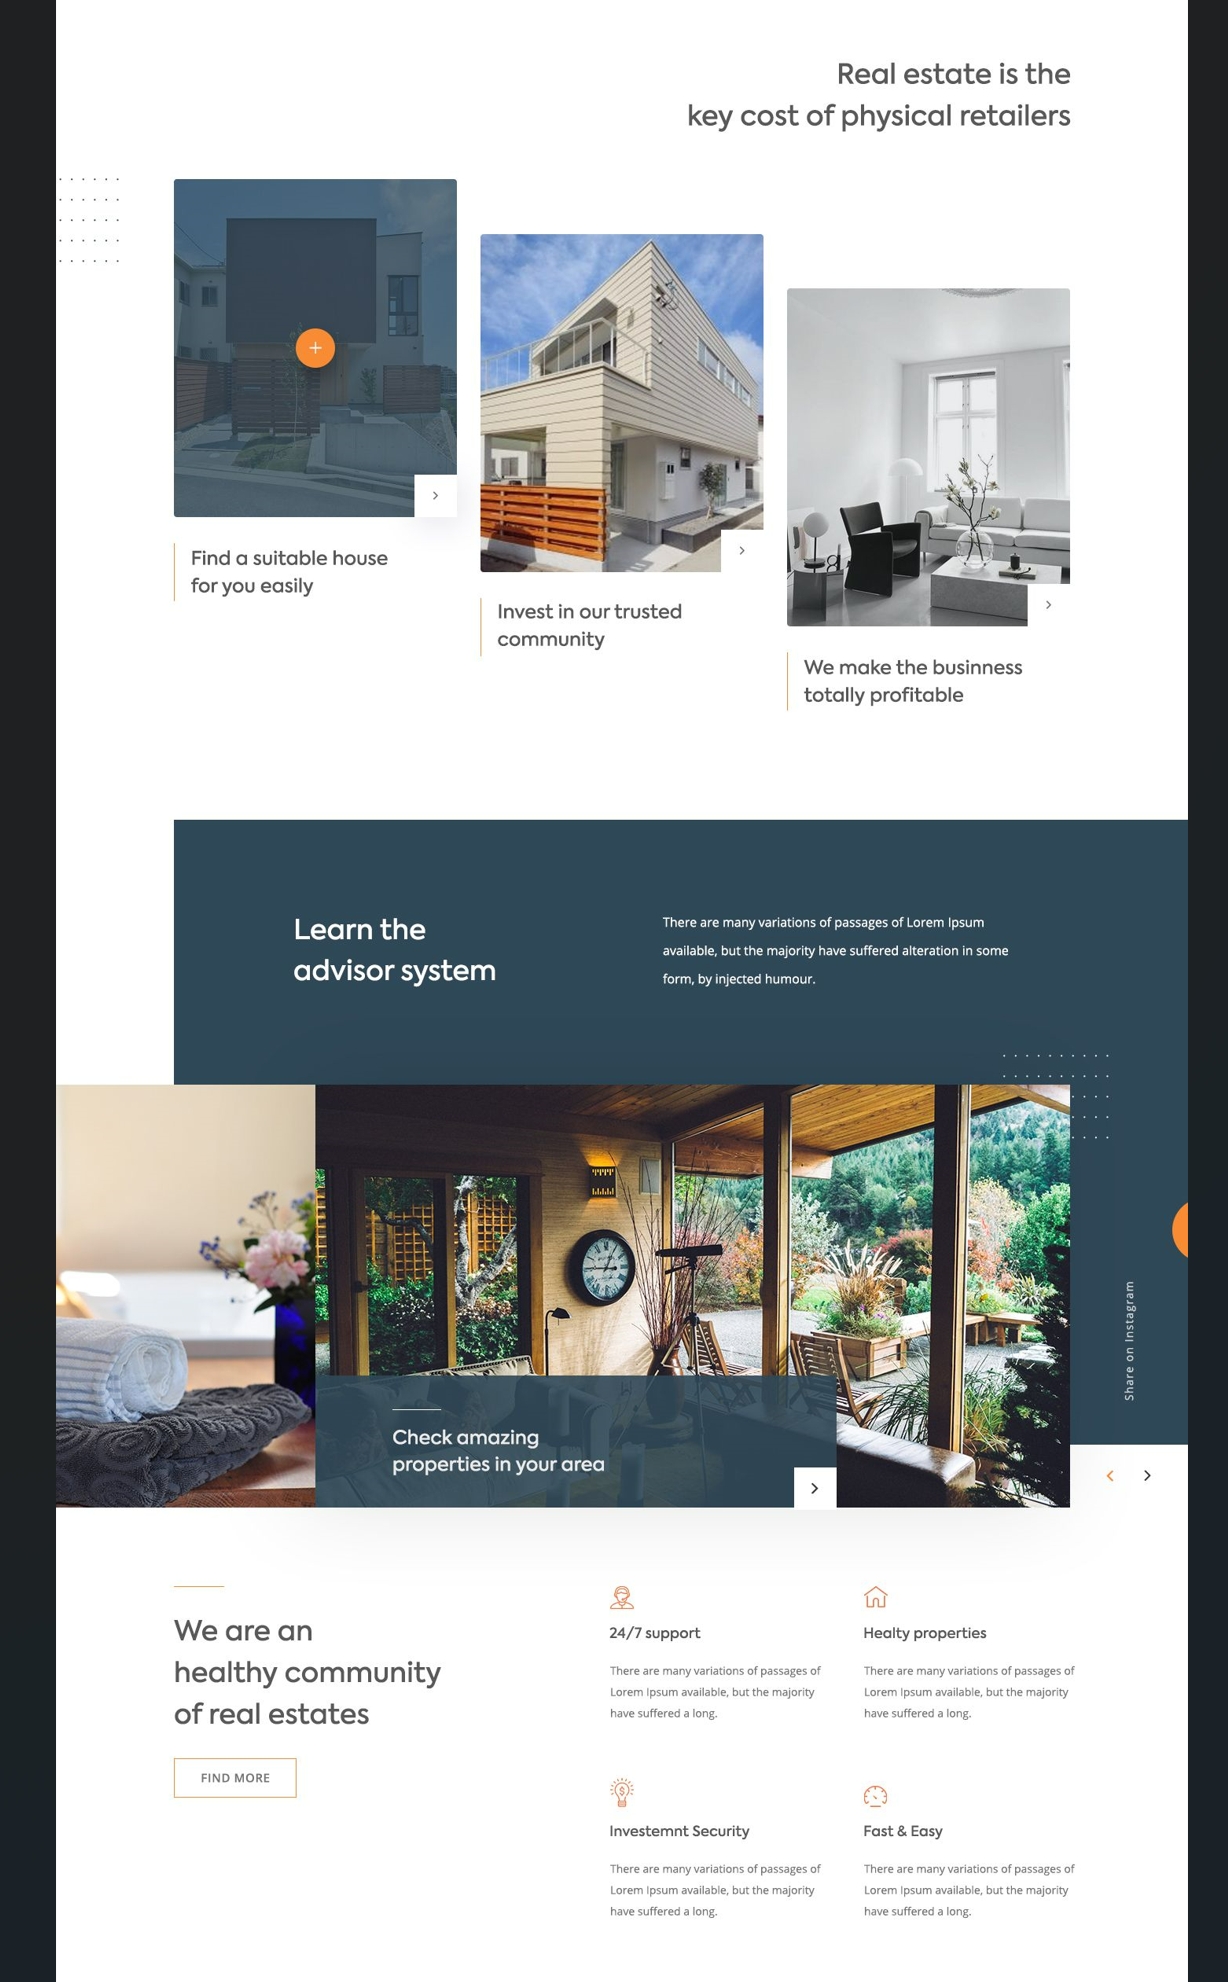 Real estate is the
key cost of physical retailers
Find a suitable house
for you easily
Invest in our trusted
community
We make the businness
totally profitable
Learn the
advisor system
There are many variations of passages of Lorem Ipsum
available, but the majority have suffered alteration in some
form, by injected humour.
Share on Instagram
Check amazing
properties in your area
We are an
healthy community
of real estates
FIND MORE
24/7 support
There are many variations of passages of
Lorem Ipsum available, but the majority
have suffered a long.
Healty properties
There are many variations of passages of
Lorem Ipsum available, but the majority
have suffered a long.
Investemnt Security
There are many variations of passages of
Lorem Ipsum available, but the majority
have suffered a long.
Fast & Easy
There are many variations of passages of
Lorem Ipsum available, but the majority
have suffered a long.